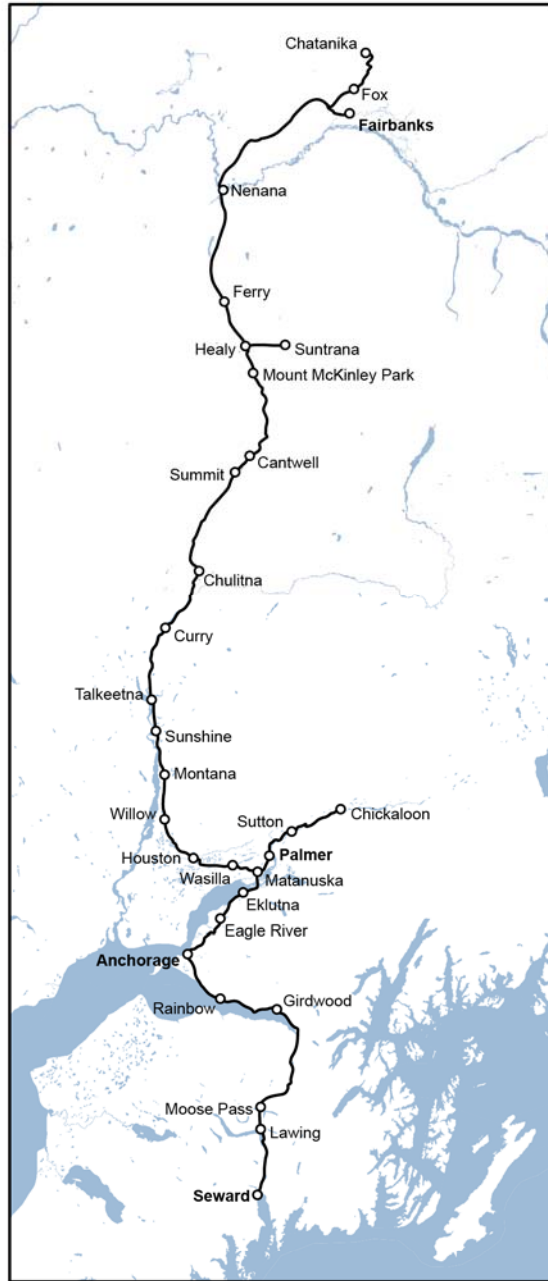 Chatanika
Fox
Fairbanks
Nenana
Ferry
Healy
Suntrana
Mount McKinley Park
Cantwell
Summit
Chulitna
Curry
Talkeetna
Sunshine
Montana
Willow
Chickaloon
Sutton
Houston
Palmer
Wasilla
Matanuska
Eklutna
Eagle River
Anchorage
Rainbow
Girdwood
Moose Pass
Lawing
Seward